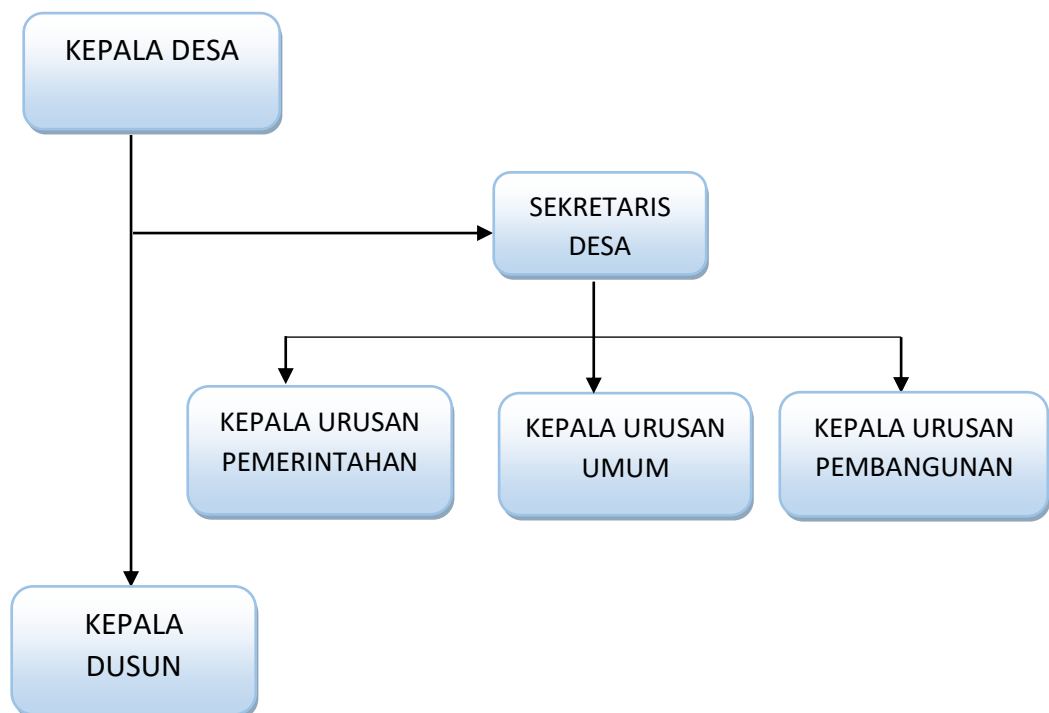 KEPALA DESA
SEKRETARIS
DESA
KEPALA URUSAN
PEMERINTAHAN
KEPALA URUSAN
UMUM
KEPALA URUSAN
PEMBANGUNAN
KEPALA
DUSUN